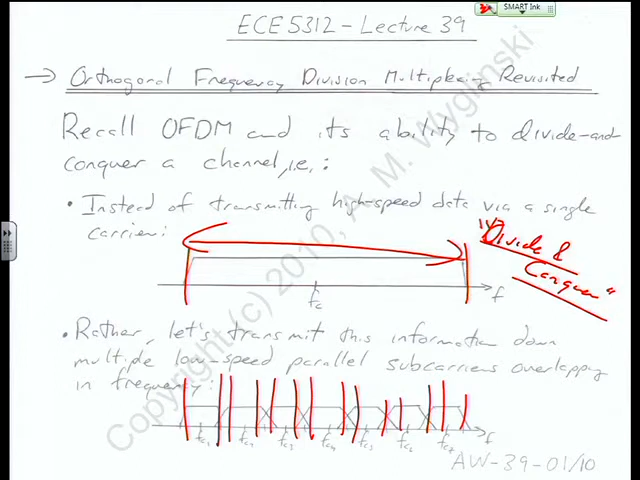 SMART Ink
ECE5312 - Lecture 39
→ Orthogonal Frequency Division Multiplexing Revisited
Recall OFDM and its ability to divide-and-
conquer a channel, i.e.:
• Instead of transmitting high-speed data via a single
carrier:
"Divide &
Conquer"
fc f
• Rather, let's transmit this information down
multiple low-speed parallel subcarriers overlapping
in frequency:
fc1 fc2 fc3 fc4 fc5 fc6 fc7 f
AW-39-01/10
Copyright (c) 2010, A. M. Wyglinski